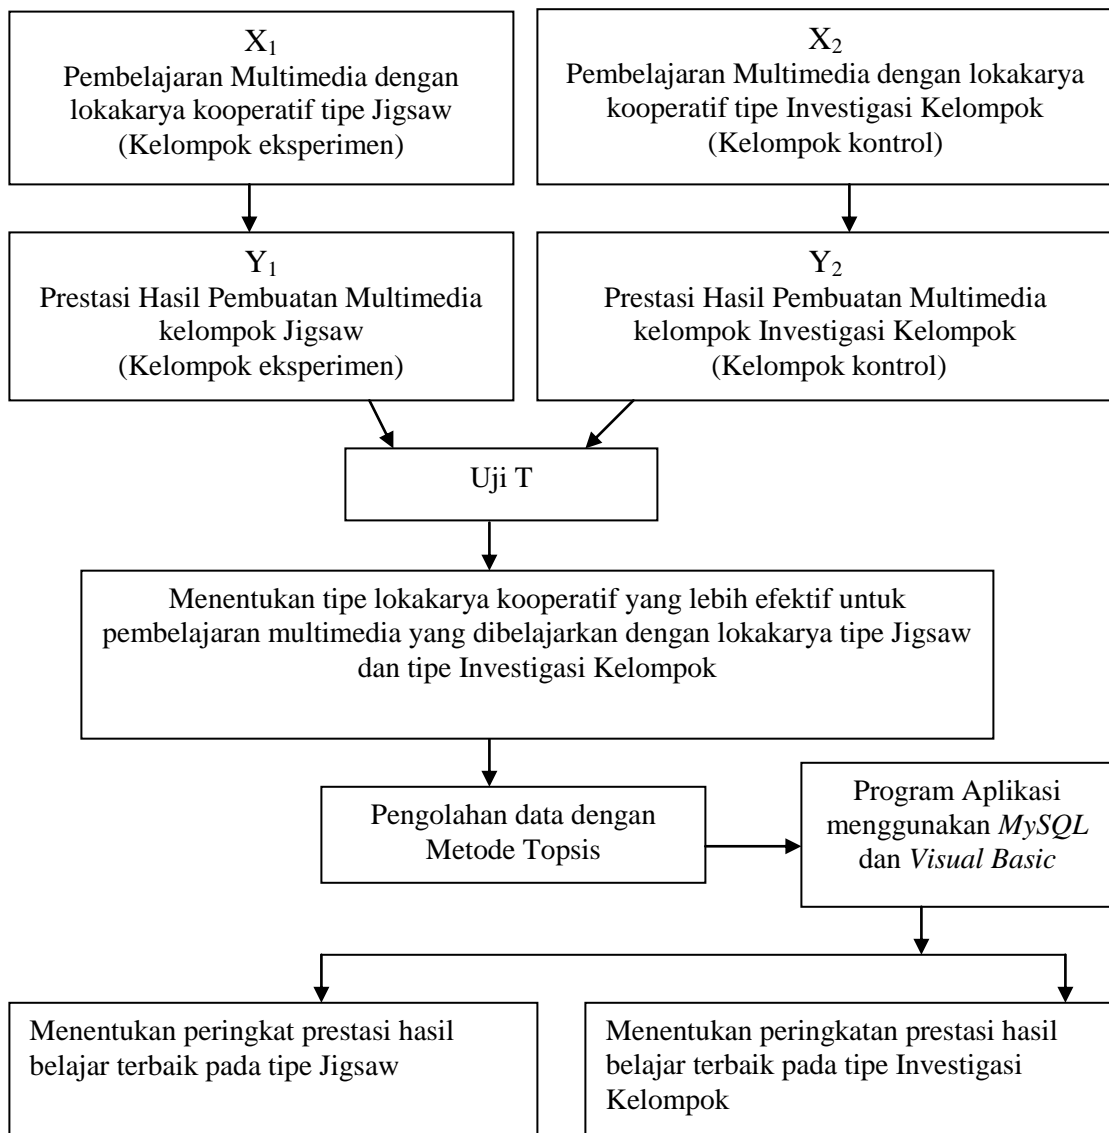 X₁
Pembelajaran Multimedia dengan
lokakarya kooperatif tipe Jigsaw
(Kelompok eksperimen)
X₂
Pembelajaran Multimedia dengan lokakarya
kooperatif tipe Investigasi Kelompok
(Kelompok kontrol)
Y₁
Prestasi Hasil Pembuatan Multimedia
kelompok Jigsaw
(Kelompok eksperimen)
Y₂
Prestasi Hasil Pembuatan Multimedia
kelompok Investigasi Kelompok
(Kelompok kontrol)
Uji T
Menentukan tipe lokakarya kooperatif yang lebih efektif untuk
pembelajaran multimedia yang dibelajarkan dengan lokakarya tipe Jigsaw
dan tipe Investigasi Kelompok
Pengolahan data dengan
Metode Topsis
Program Aplikasi
menggunakan MySQL
dan Visual Basic
Menentukan peringkat prestasi hasil
belajar terbaik pada tipe Jigsaw
Menentukan peringkatan prestasi hasil
belajar terbaik pada tipe Investigasi
Kelompok